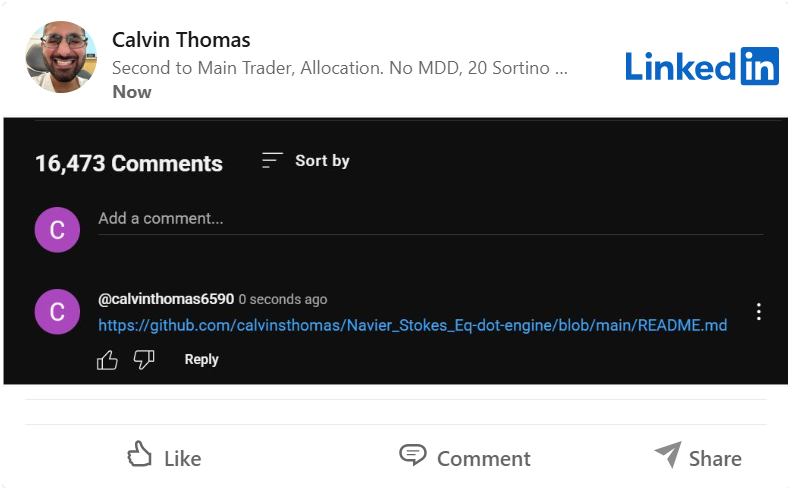 Calvin Thomas
Second to Main Trader, Allocation. No MDD, 20 Sortino ...
Now
Linked in
16,473 Comments
Sort by
C
Add a comment...
C
@calvinthomas6590 0 seconds ago
https://github.com/calvinsthomas/Navier_Stokes_Eq-dot-engine/blob/main/README.md
Reply
Like
Comment
Share